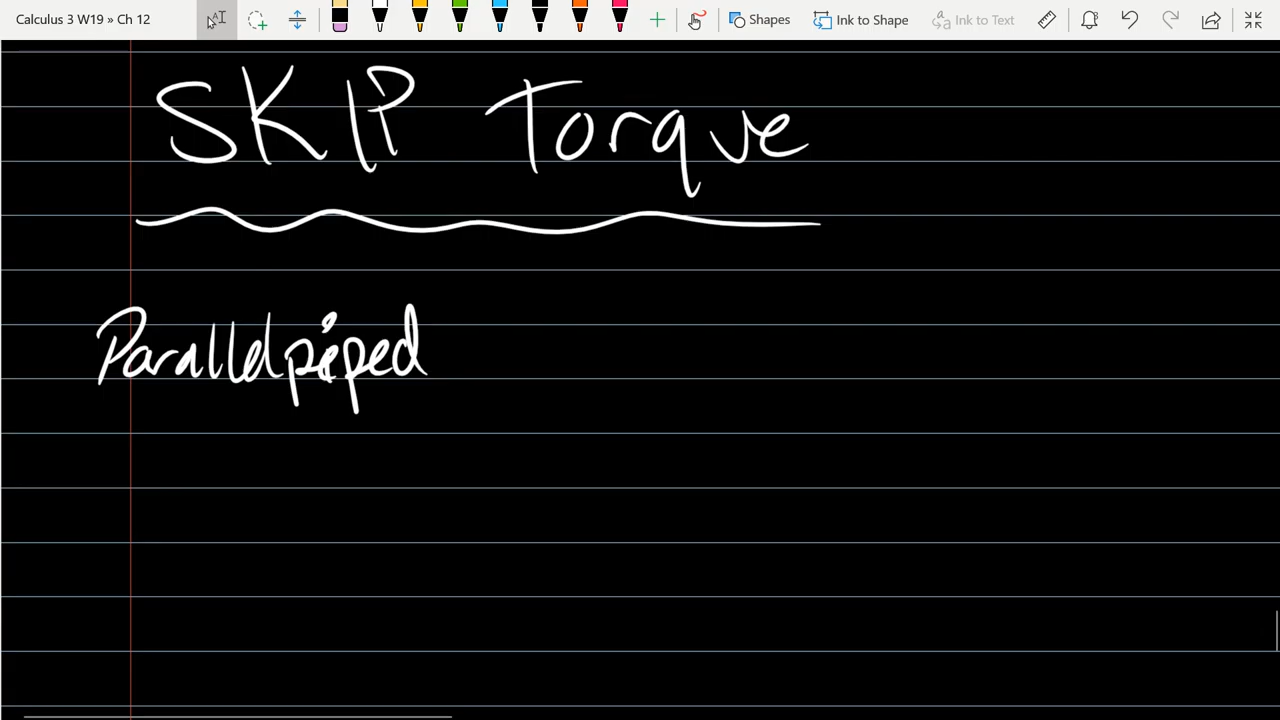 Calculus 3 W19 » Ch 12
Shapes
Ink to Shape
Ink to Text
SKIP Torque
Parallelpiped